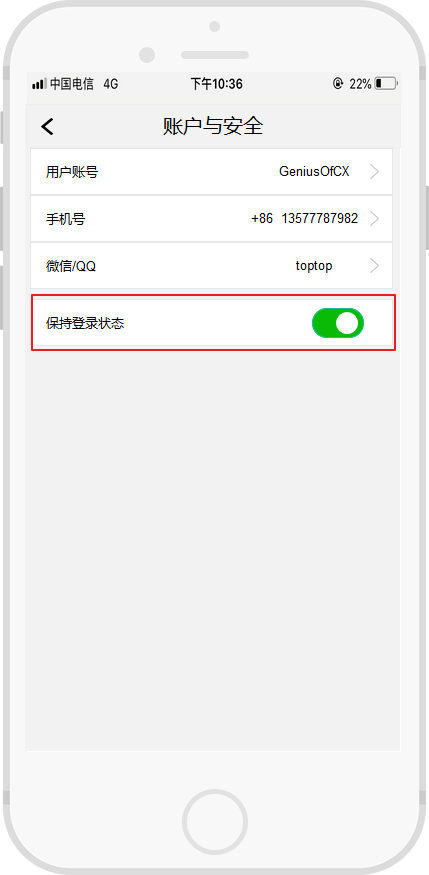 中国电信 4G 下午10:36 22%
账户与安全
用户账号 GeniusOfCX
手机号 +86 13577787982
微信/QQ toptop
保持登录状态